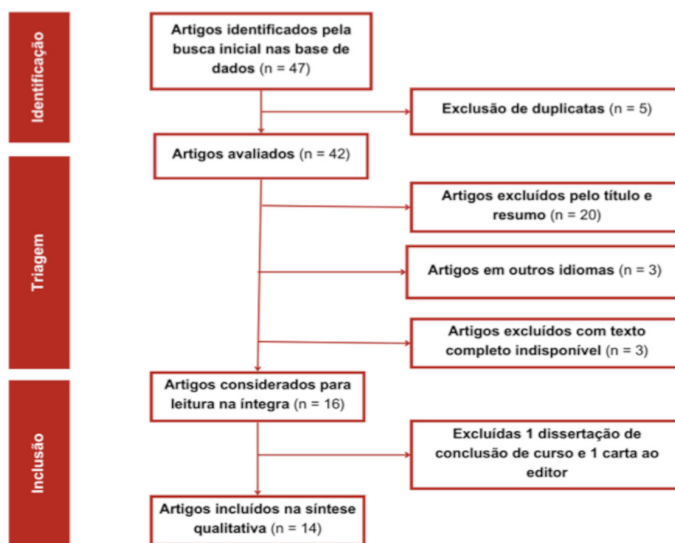 Identificação
Artigos identificados pela
busca inicial nas base de
dados (n = 47)
Exclusão de duplicatas (n = 5)
Artigos avaliados (n = 42)
Triagem
Artigos excluídos pelo título e
resumo (n = 20)
Artigos em outros idiomas (n = 3)
Artigos excluídos com texto
completo indisponível (n = 3)
Artigos considerados para
leitura na íntegra (n = 16)
Inclusão
Excluídas 1 dissertação de
conclusão de curso e 1 carta ao
editor
Artigos incluídos na síntese
qualitativa (n = 14)